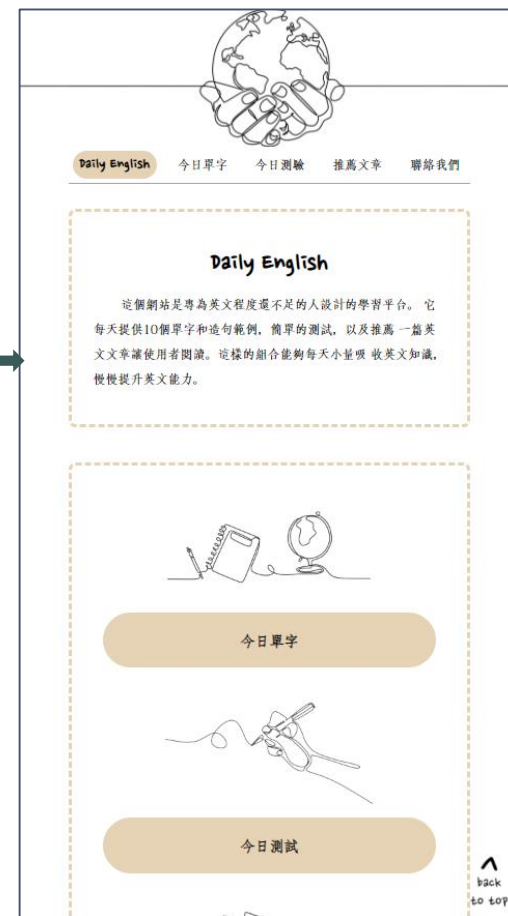 Daily English 今日單字 今日測驗 推薦文章 聯絡我們
Daily English
這個網站是專為英文程度還不足的人設計的學習平台。 它
每天提供10個單字和造句範例, 簡單的測試, 以及推薦 一篇英
文文章讓使用者閱讀。這樣的組合能夠每天小量吸 收英文知識,
慢慢提升英文能力。
今日單字
今日測試
back
to top